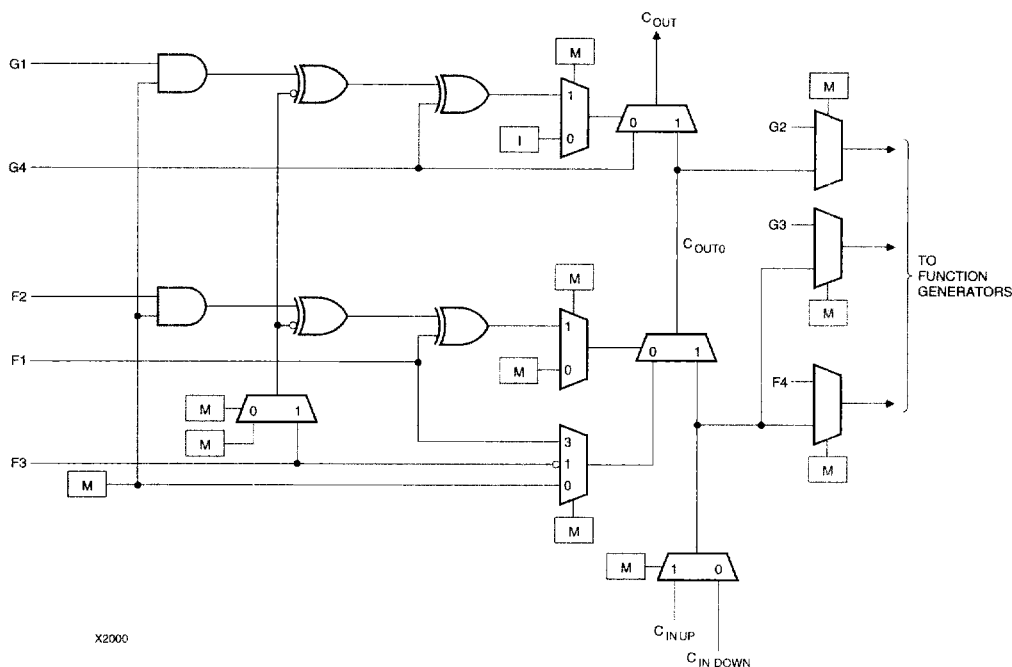 C OUT
G1
M
M
1
0
I
0 1
G2
G4
G3
C OUT0
M
TO
FUNCTION
GENERATORS
F2
M
1
0
M
0 1
F1
F4
M
0 1
M
F3
M
3
1
0
M
M
M
1 0
C IN UP
C IN DOWN
X2000